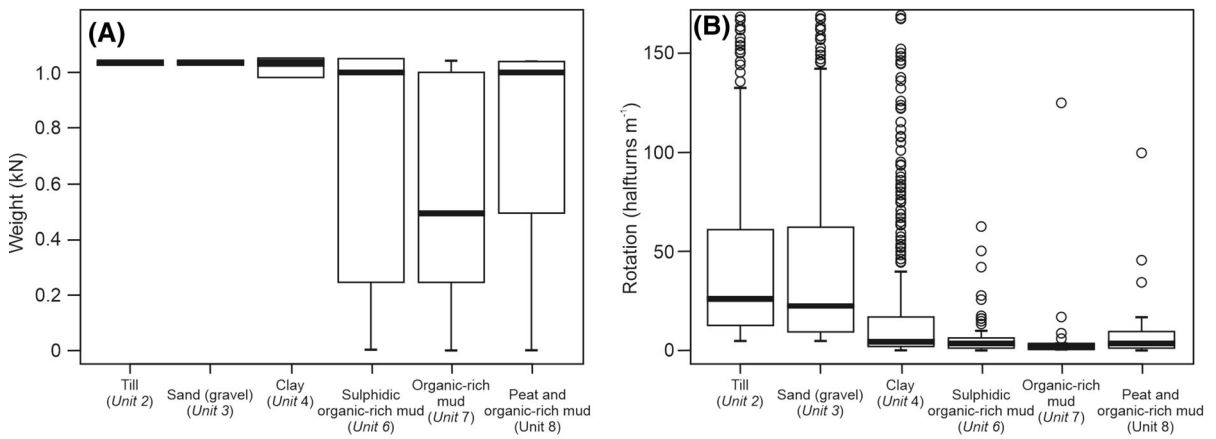 (A)
Weight (kN)
1.0
0.8
0.6
0.4
0.2
0
Till
(Unit 2)
Sand (gravel)
(Unit 3)
Clay
(Unit 4)
Sulphidic
organic-rich mud
(Unit 6)
Organic-rich
mud
(Unit 7)
Peat and
organic-rich mud
(Unit 8)
(B)
Rotation (halfturns m⁻¹)
150
100
50
0
Till
(Unit 2)
Sand (gravel)
(Unit 3)
Clay
(Unit 4)
Sulphidic
organic-rich mud
(Unit 6)
Organic-rich
mud
(Unit 7)
Peat and
organic-rich mud
(Unit 8)